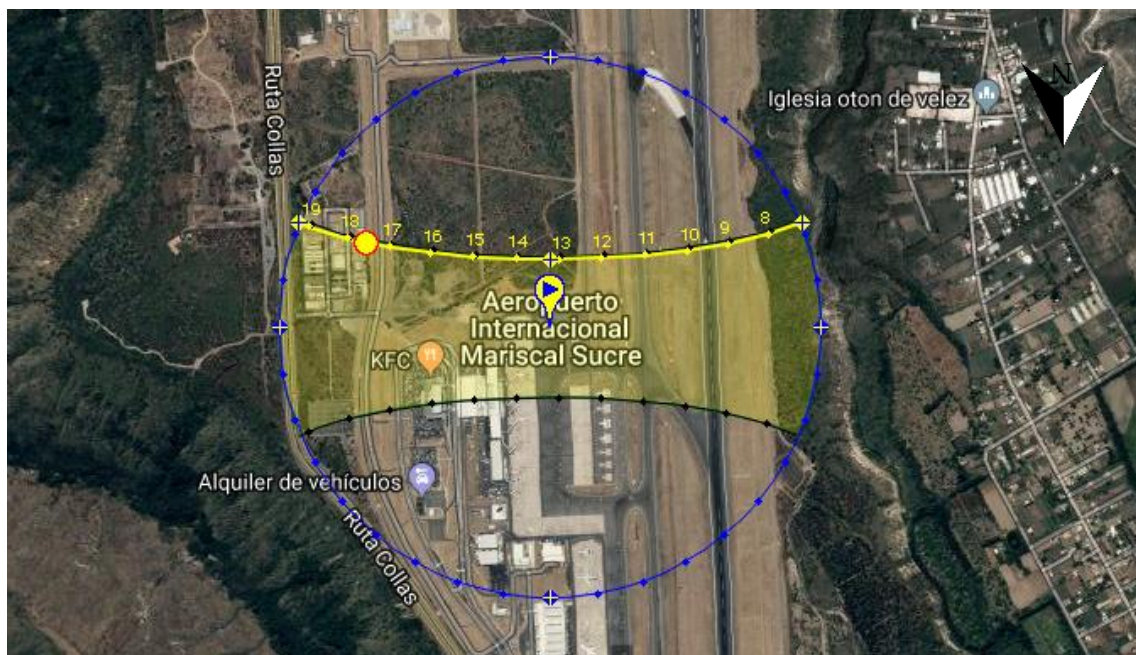 Ruta Collas
Iglesia oton de velez
N
19
18
17
16
15
14
13
12
11
10
9
8
Aeropuerto
Internacional
Mariscal Sucre
KFC
Alquiler de vehículos
Ruta Collas